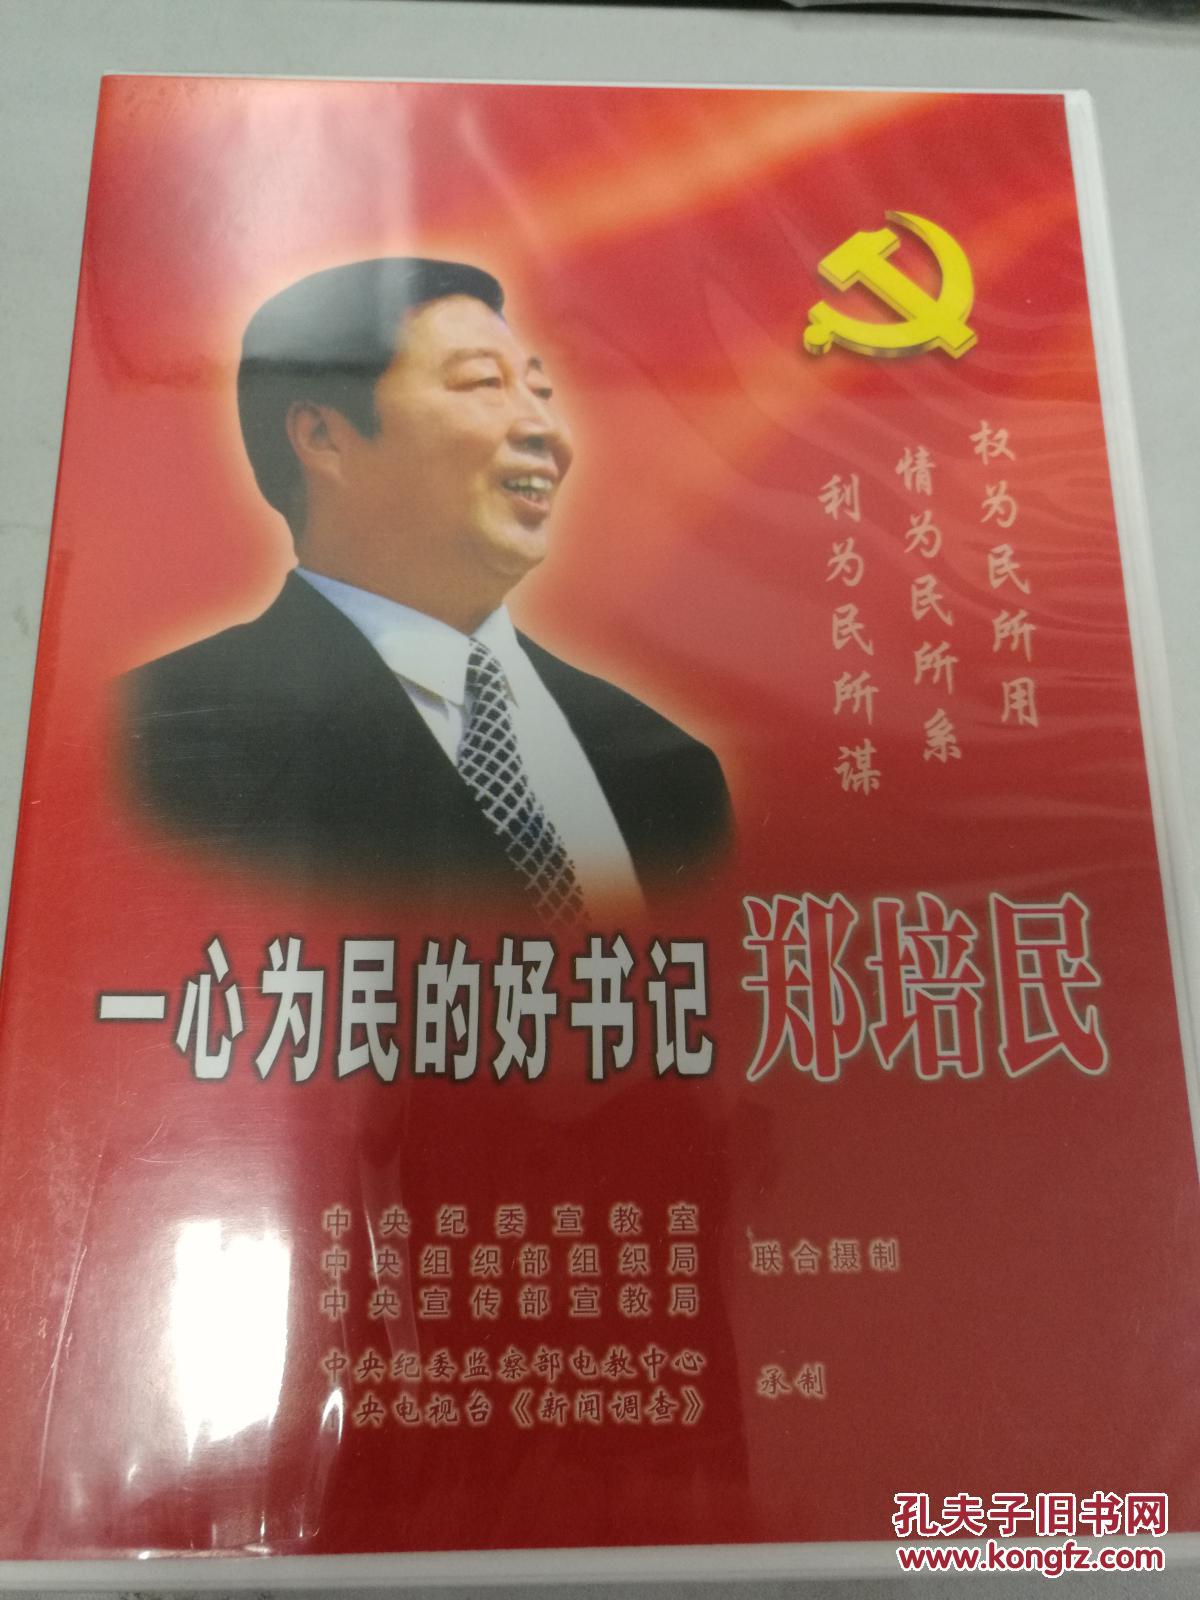 权为民所用
情为民所系
利为民所谋
一心为民的好书记 郑培民
中央纪委宣教室
中央组织部组织局 联合摄制
中央宣传部宣教局
中央纪委监察部电教中心
中央电视台《新闻调查》 承制
孔夫子旧书网
www.kongfz.com